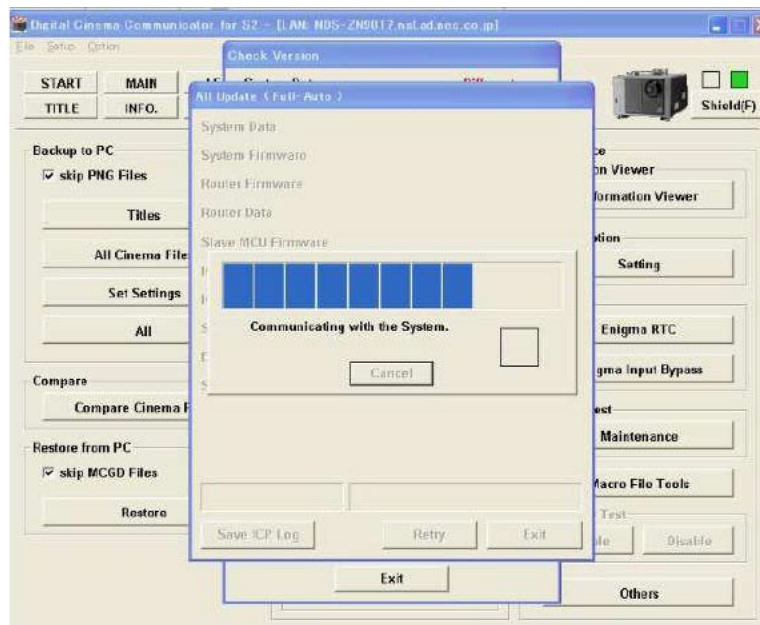 Digital Cinema Communicator for S2 - [LAN: NDS-ZN9017.nsl.ad.nec.co.jp]
File Setup Option
Check Version
START MAIN
TITLE INFO.
All Update ( Full-Auto )
Shield(F)
System Data
System Firmware
Router Firmware
Router Data
Slave MCU Firmware
Backup to PC
skip PNG Files
Titles
All Cinema File
Set Settings
All
Communicating with the System.
Cancel
Compare
Compare Cinema F
Restore from PC
skip MCGD Files
Restore
Save ICP Log
Retry
Exit
Exit
on Viewer
formation Viewer
Setting
Enigma RTC
gma Input Bypass
Maintenance
Macro File Tools
Test
Disable
Others